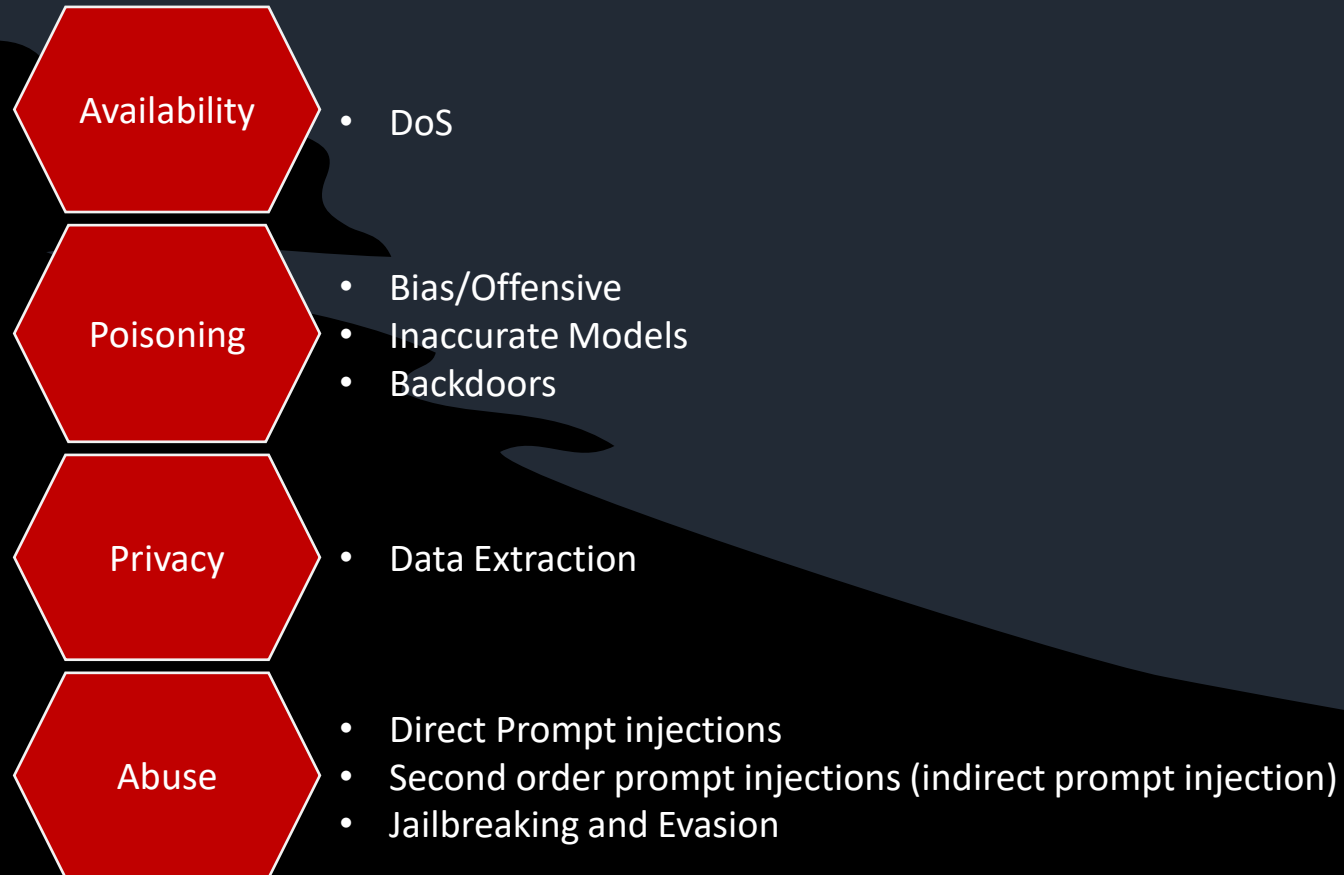 Availability
• DoS
Poisoning
• Bias/Offensive
• Inaccurate Models
• Backdoors
Privacy
• Data Extraction
Abuse
• Direct Prompt injections
• Second order prompt injections (indirect prompt injection)
• Jailbreaking and Evasion